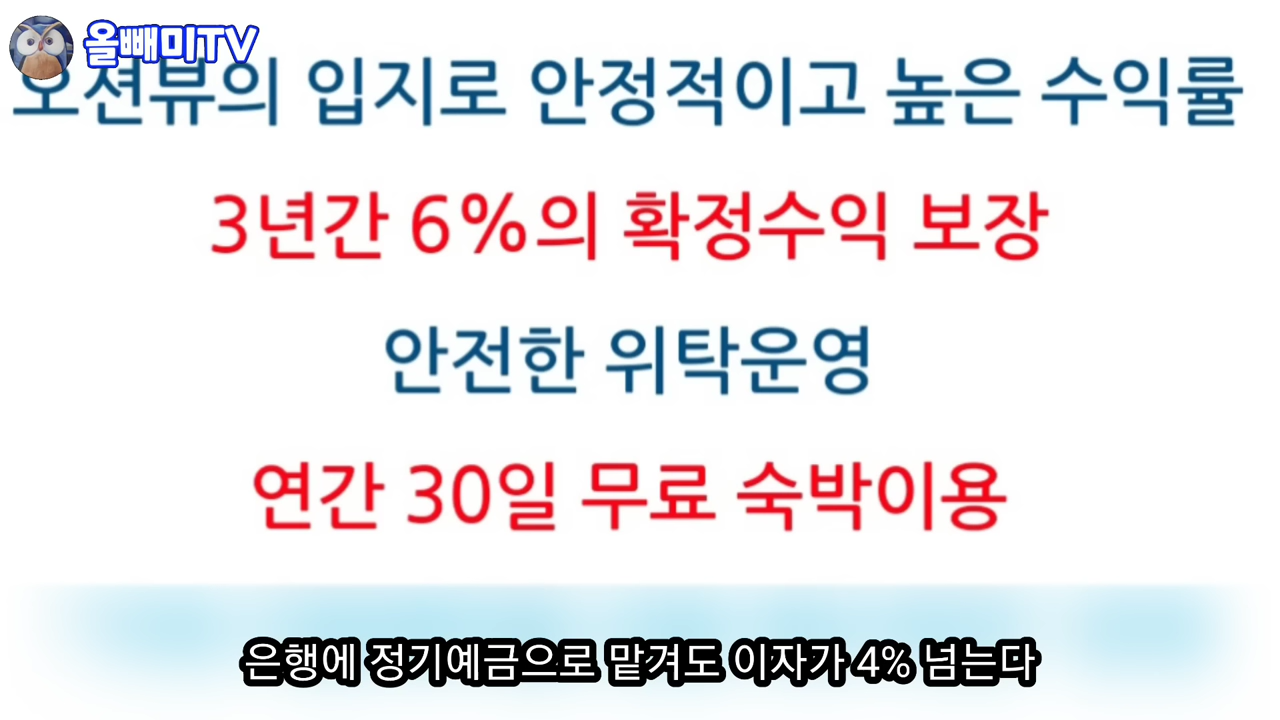 올빼미TV
오션뷰의 입지로 안정적이고 높은 수익률
3년간 6%의 확정수익 보장
안전한 위탁운영
연간 30일 무료 숙박이용
은행에 정기예금으로 맡겨도 이자가 4% 넘는다